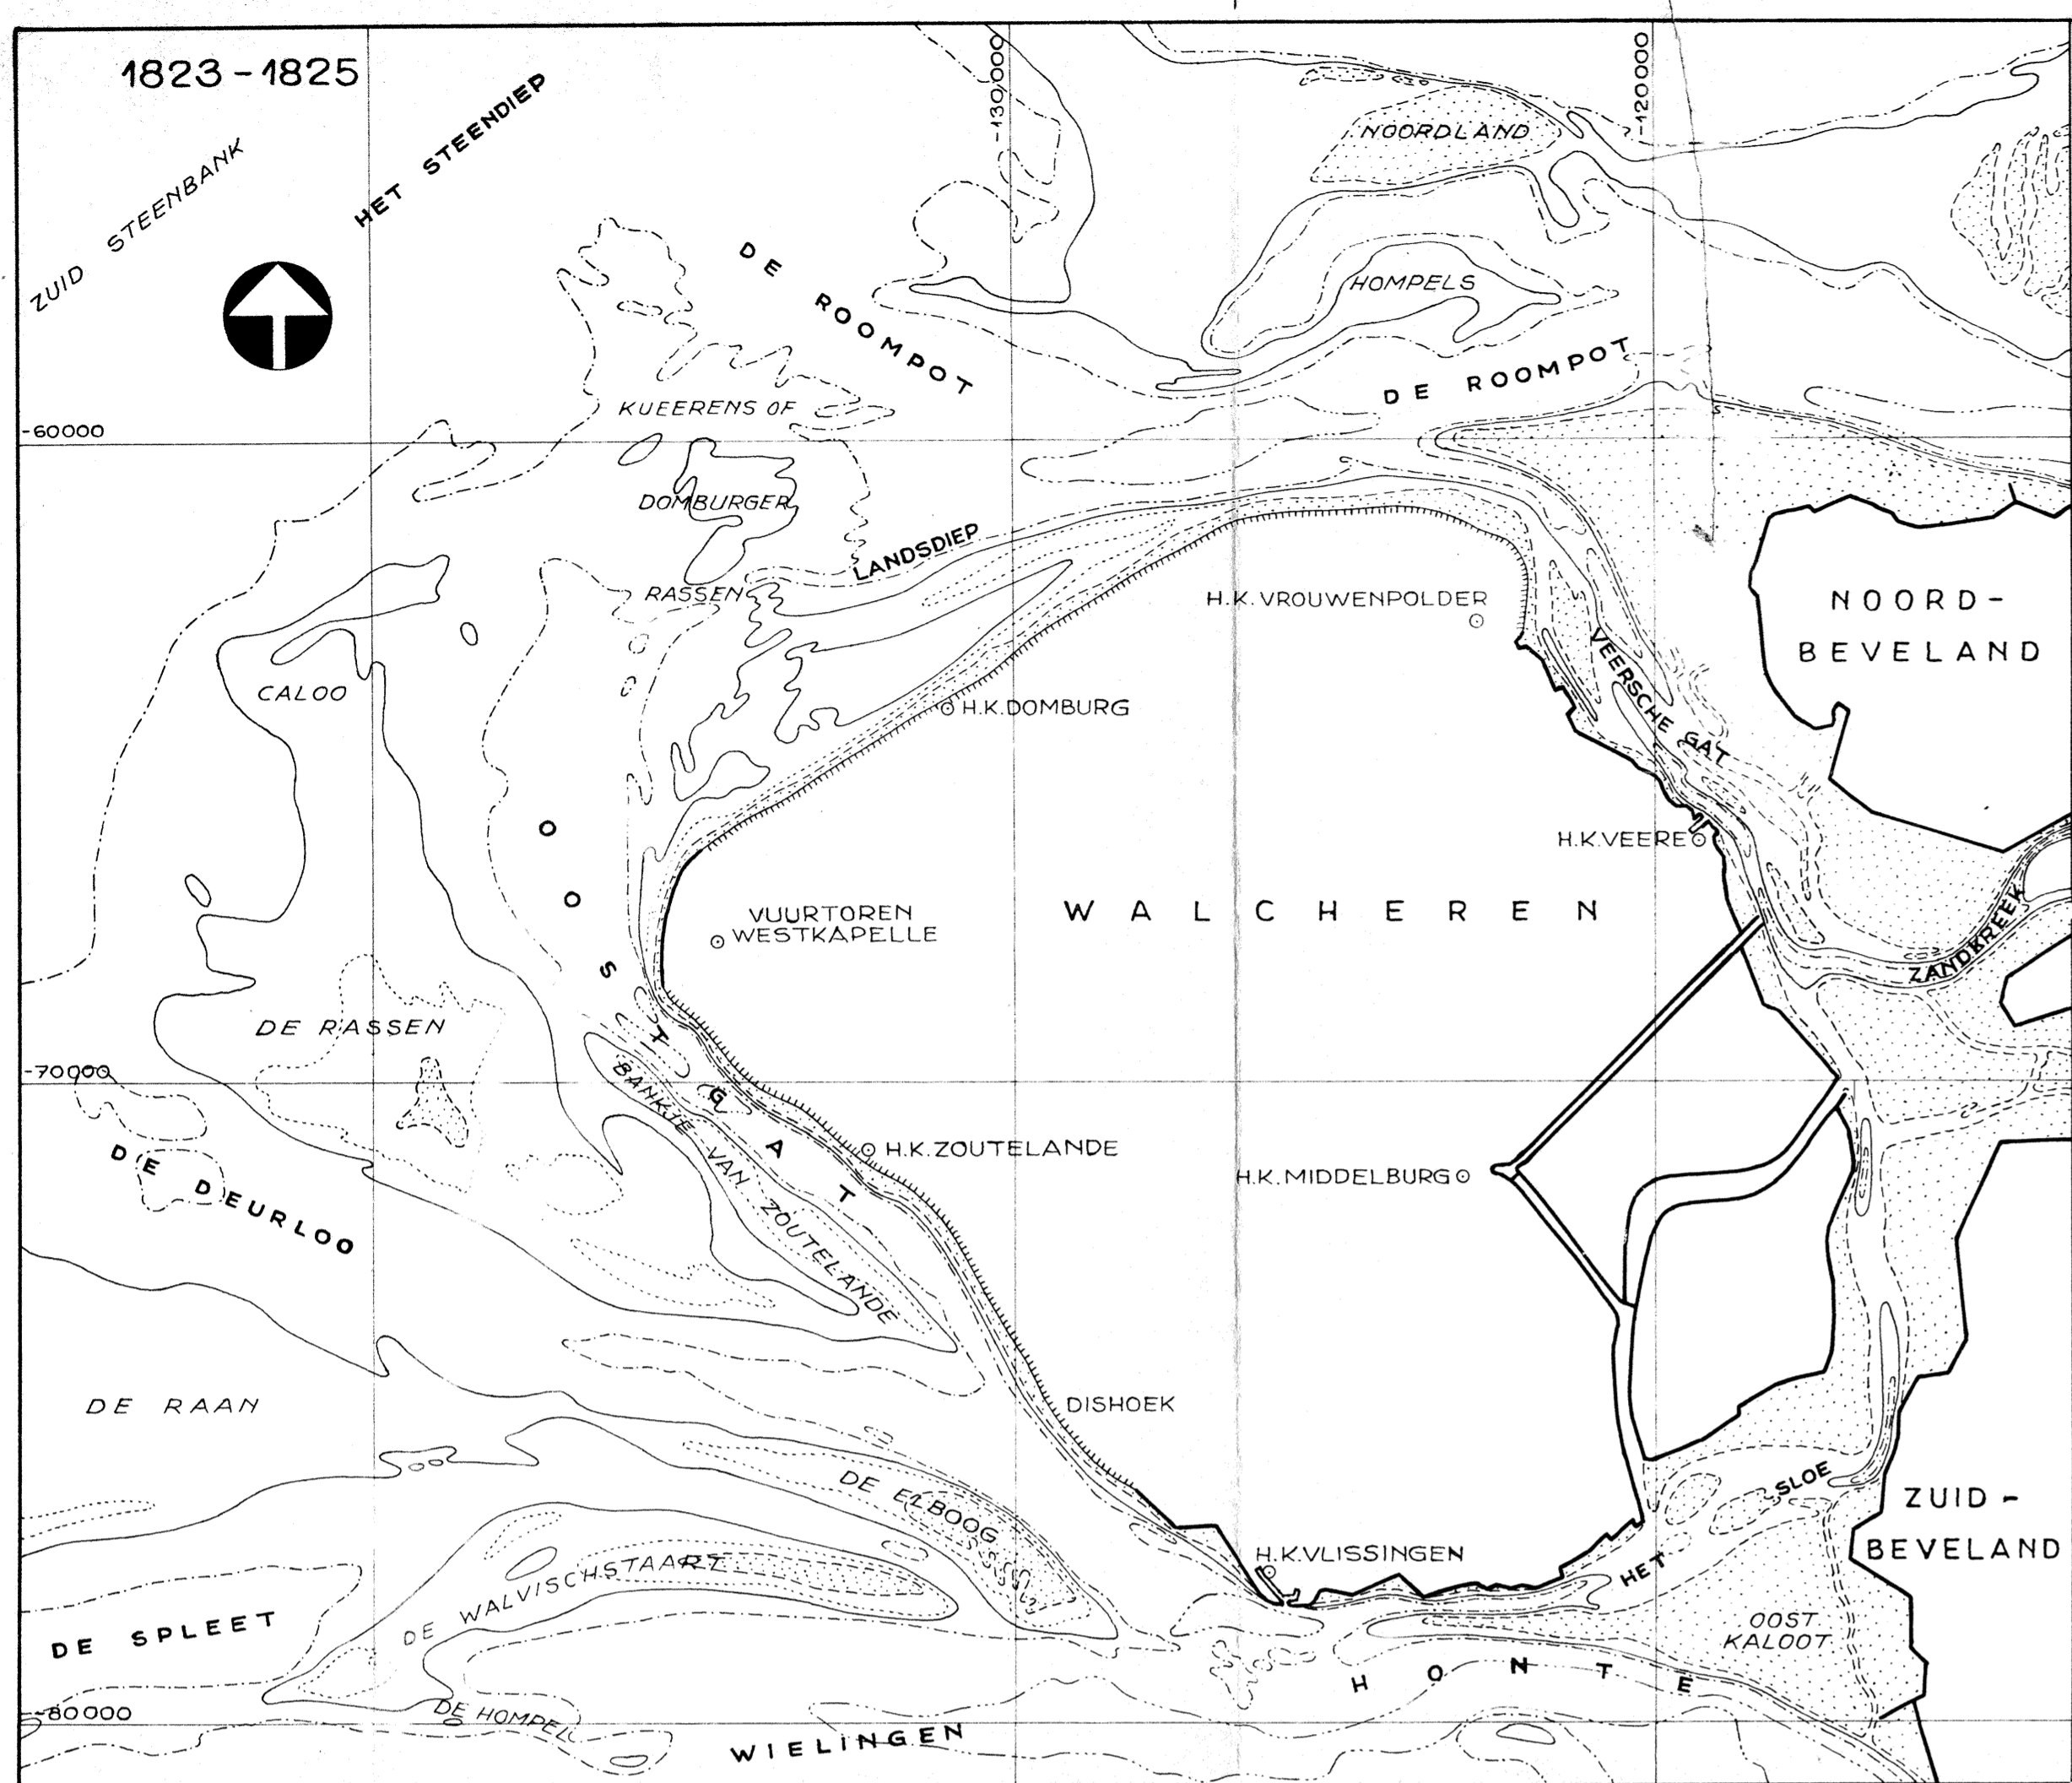 1823-1825
-130000
-120000
ZUID STEENBANK
HET STEENDIEP
NOORDLAND
DE ROOMPOT
HOMPELS
DE ROOMPOT
KUEERENS OF
-60000
DOMBURGER
LANDSDIEP
RASSEN
H.K. VROUWENPOLDER
NOORD-
BEVELAND
VEERSCHE GAT
CALOO
H.K. DOMBURG
H.K. VEERE
OOSTGAT
VUURTOREN
WESTKAPELLE
WALCHEREN
ZANDKREEK
DE RASSEN
-70000
BANKJE VAN ZOUTELANDE
H.K. ZOUTELANDE
H.K. MIDDELBURG
DE DEURLOO
DE RAAN
DISHOEK
DE ELBOOG
HET SLOE
ZUID-
BEVELAND
H.K. VLISSINGEN
DE WALVISCHSTAART
DE SPLEET
OOST
KALOOT
HONTE
-80000
DE HOMPEL
WIELINGEN